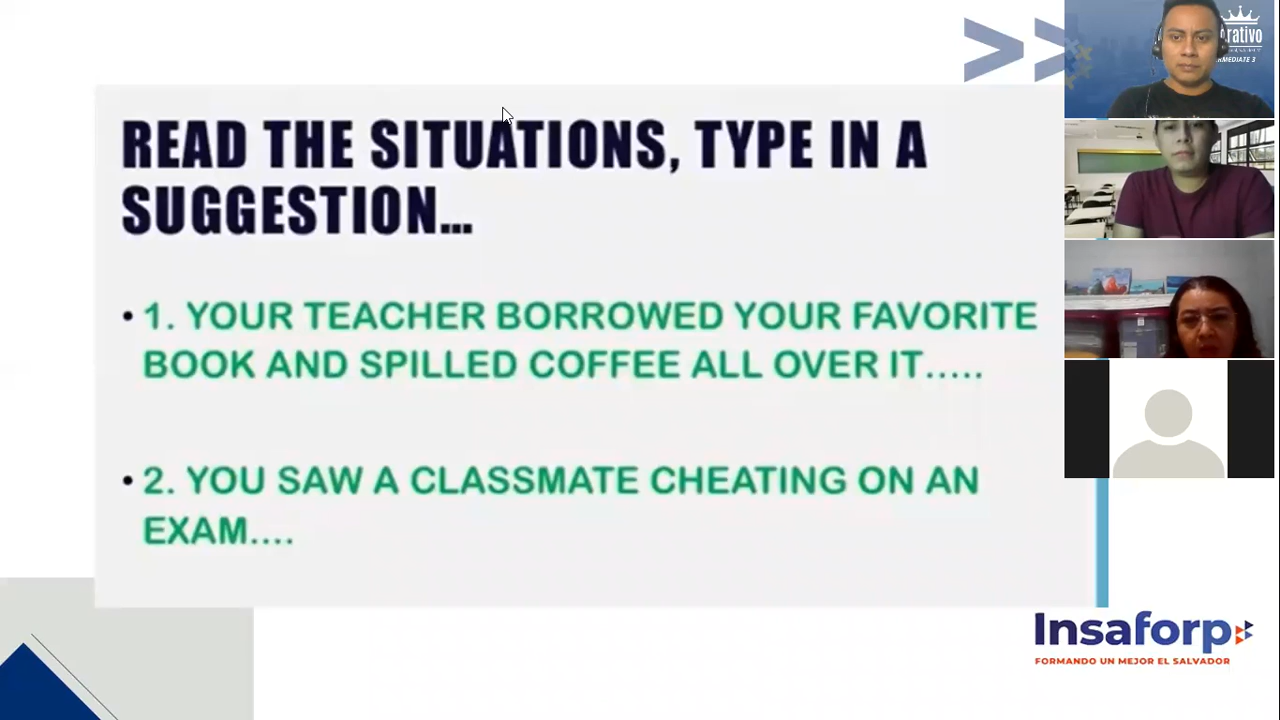 READ THE SITUATIONS, TYPE IN A
SUGGESTION...
• 1. YOUR TEACHER BORROWED YOUR FAVORITE
BOOK AND SPILLED COFFEE ALL OVER IT.....
• 2. YOU SAW A CLASSMATE CHEATING ON AN
EXAM....
Insaforp
FORMANDO UN MEJOR EL SALVADOR